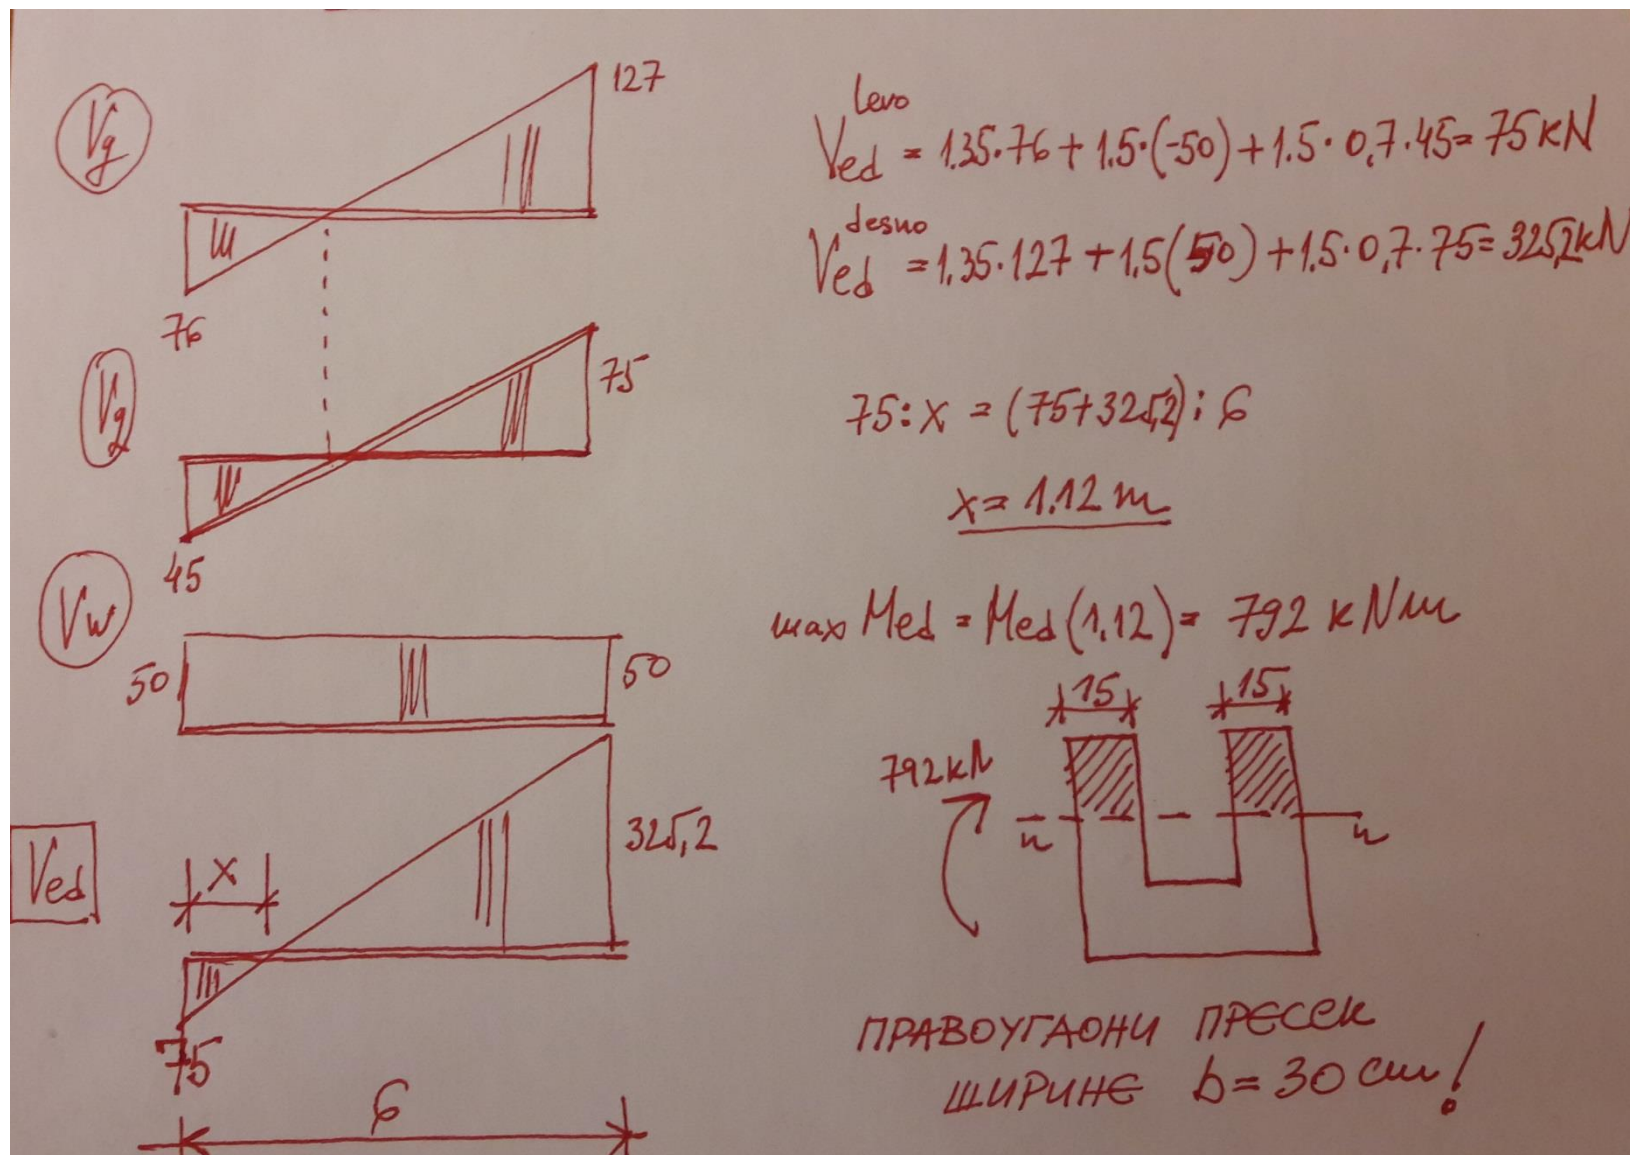 Vg
127
76
Vq
75
45
Vw
50
50
Ved
x
325,2
75
6
levo
Ved = 1.35·76 + 1.5·(-50) + 1.5·0,7·45 = 75 kN
desno
Ved = 1,35·127 + 1,5(50) + 1.5·0,7·75 = 325,2 kN
75:x = (75+325,2):6
x = 1.12 m
max Med = Med(1,12) = 792 kNm
15
15
792 kN
n
n
ПРАВОУГАОНИ ПРЕСЕК
ШИРИНЕ b = 30 cm!